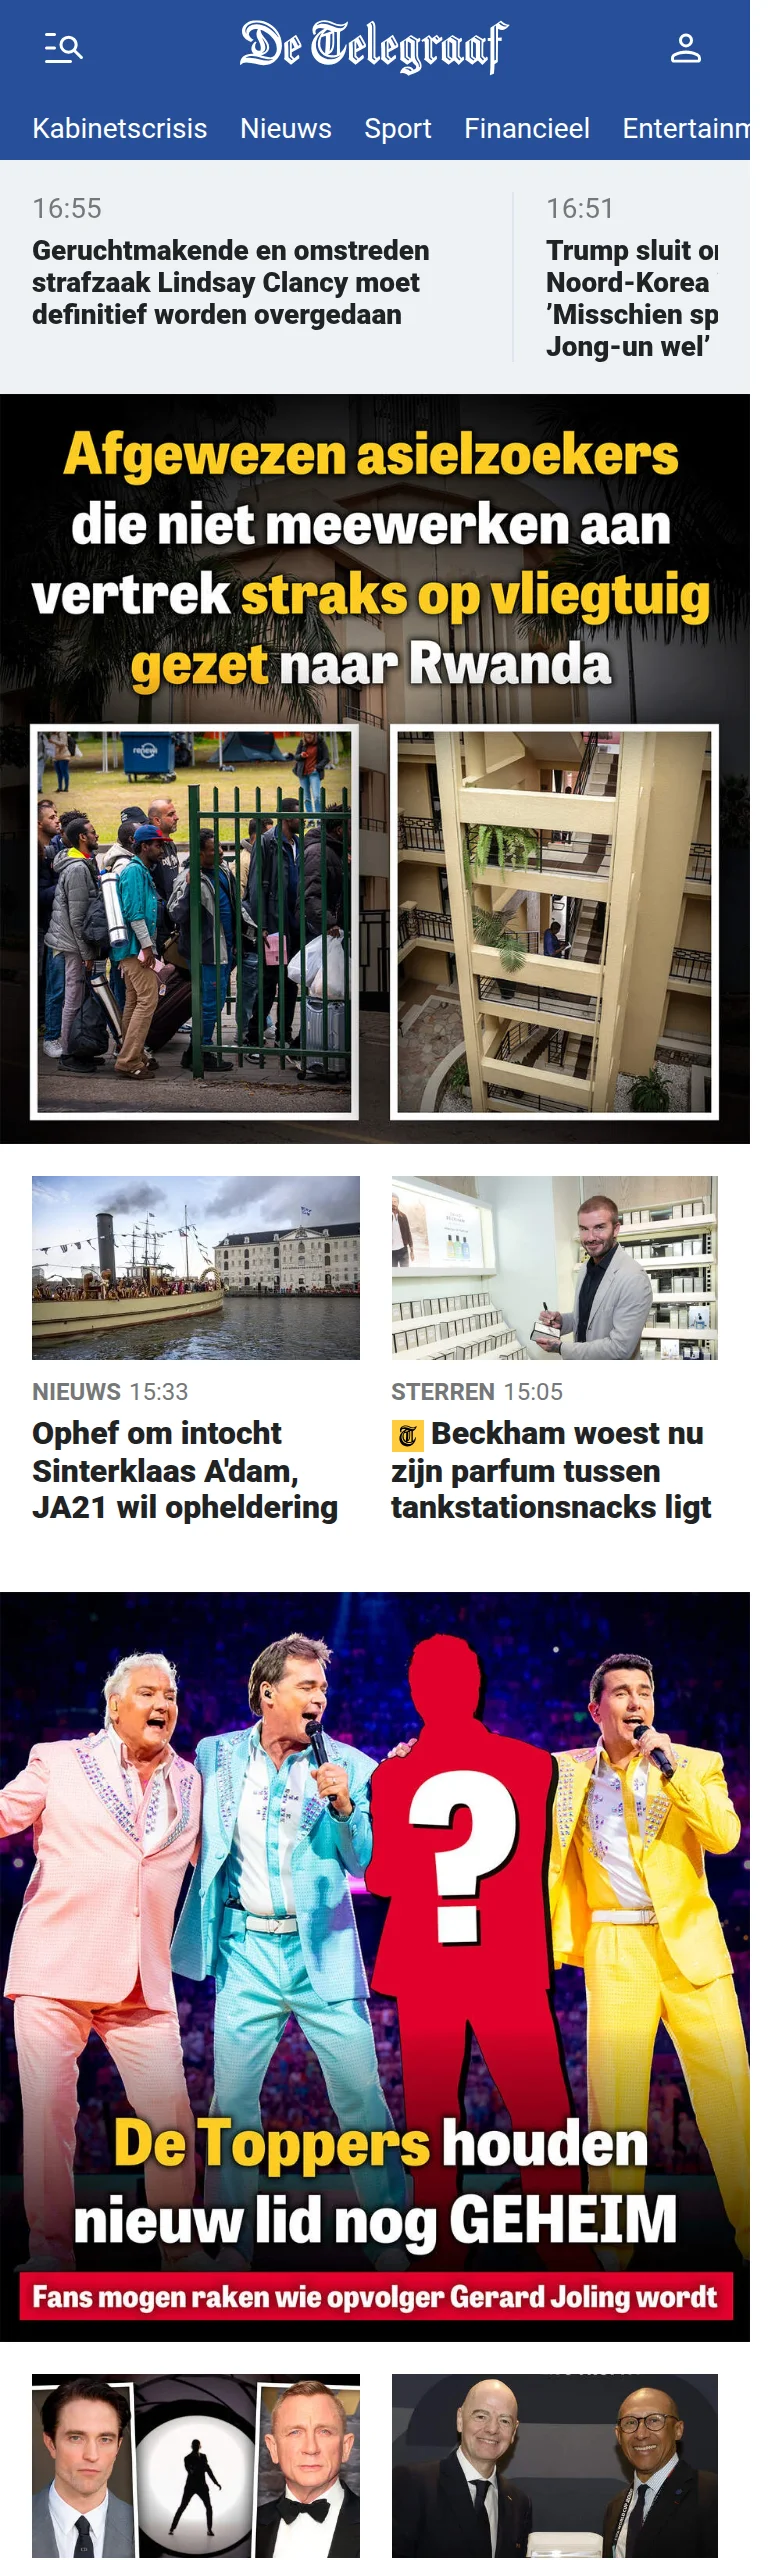 De Telegraaf
Kabinetscrisis Nieuws Sport Financieel Entertainm
16:55
Geruchtmakende en omstreden
strafzaak Lindsay Clancy moet
definitief worden overgedaan
16:51
Trump sluit on
Noord-Korea
’Misschien sp
Jong-un wel’
Afgewezen asielzoekers
die niet meewerken aan
vertrek straks op vliegtuig
gezet naar Rwanda
renewi
NIEUWS 15:33
Ophef om intocht
Sinterklaas A'dam,
JA21 wil opheldering
STERREN 15:05
Beckham woest nu
zijn parfum tussen
tankstationsnacks ligt
?
De Toppers houden
nieuw lid nog GEHEIM
Fans mogen raken wie opvolger Gerard Joling wordt